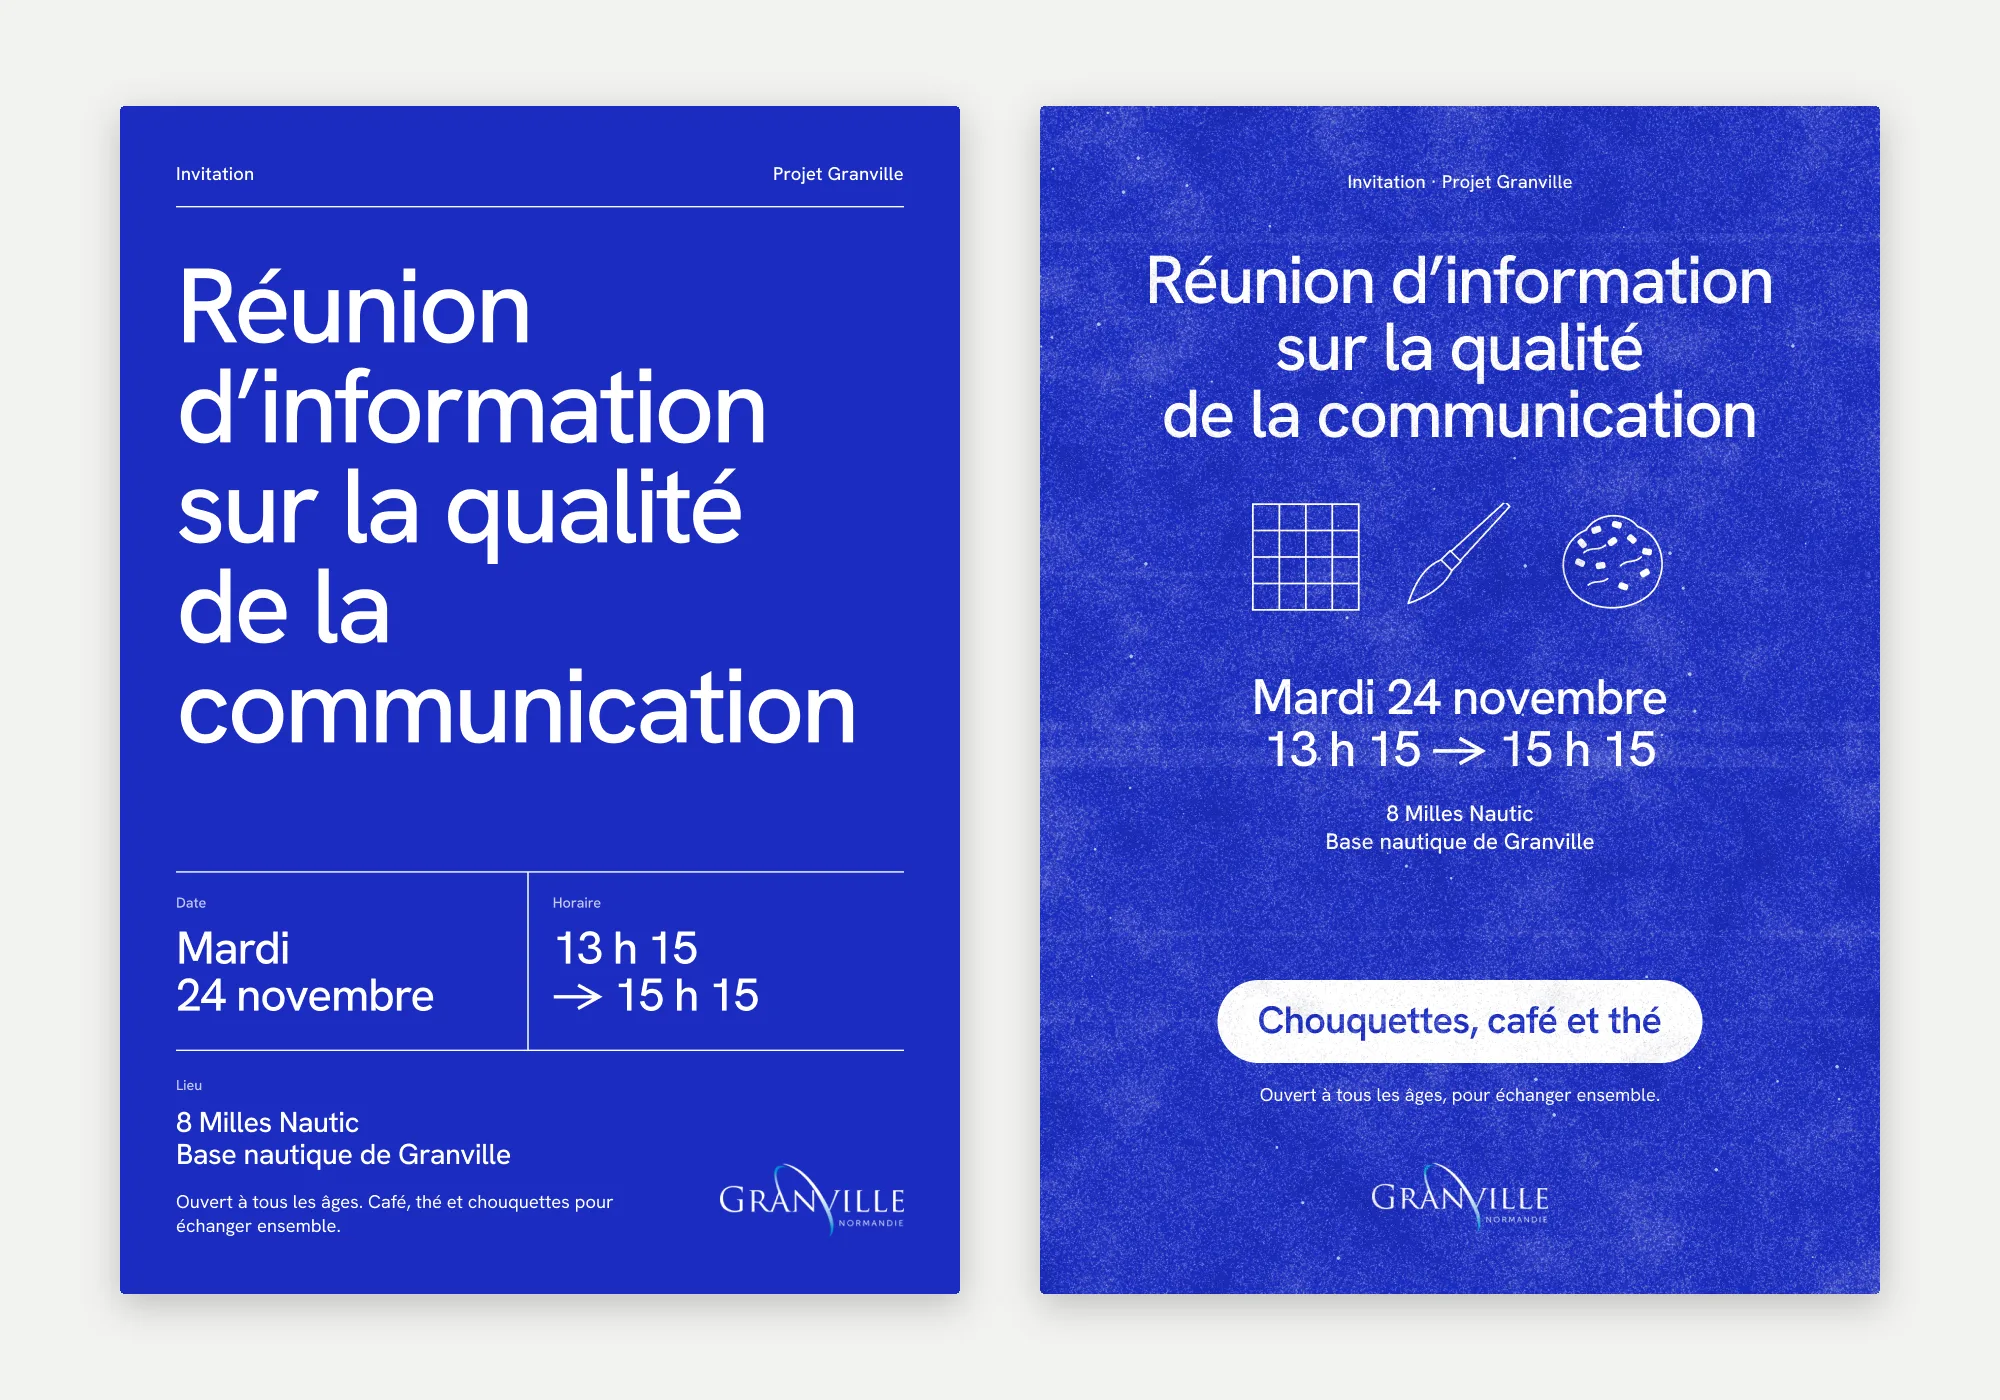 Invitation
Projet Granville
Réunion
d’information
sur la qualité
de la
communication
Date
Mardi
24 novembre
Horaire
13 h 15
→ 15 h 15
Lieu
8 Milles Nautic
Base nautique de Granville
Ouvert à tous les âges. Café, thé et chouquettes pour
échanger ensemble.
GRANVILLE
NORMANDIE
Invitation · Projet Granville
Réunion d’information
sur la qualité
de la communication
Mardi 24 novembre
13 h 15 → 15 h 15
8 Milles Nautic
Base nautique de Granville
Chouquettes, café et thé
Ouvert à tous les âges, pour échanger ensemble.
GRANVILLE
NORMANDIE